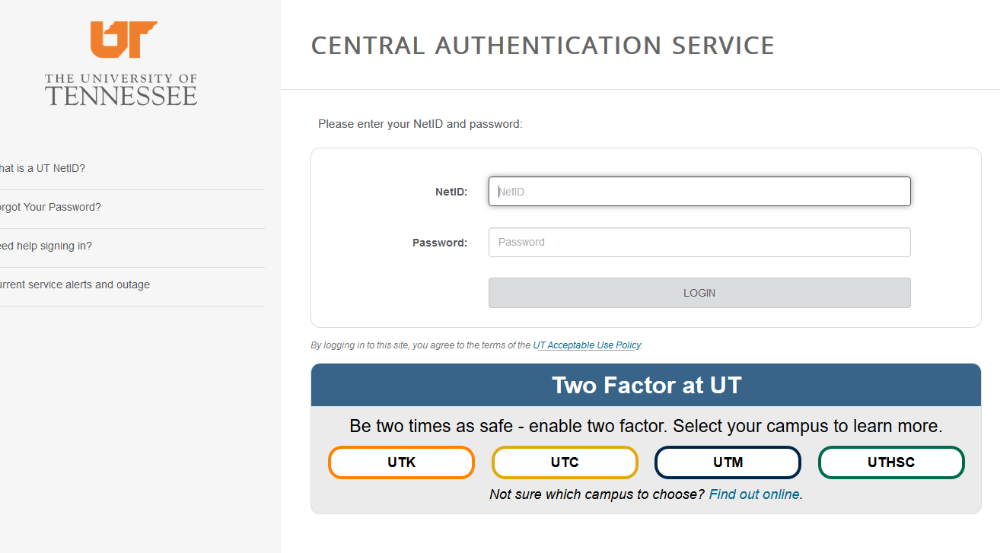 UT
THE UNIVERSITY OF
TENNESSEE
hat is a UT NetID?
orgot Your Password?
eed help signing in?
urrent service alerts and outage
CENTRAL AUTHENTICATION SERVICE
Please enter your NetID and password:
NetID: NetID
Password: Password
LOGIN
By logging in to this site, you agree to the terms of the UT Acceptable Use Policy.
Two Factor at UT
Be two times as safe - enable two factor. Select your campus to learn more.
UTK UTC UTM UTHSC
Not sure which campus to choose? Find out online.